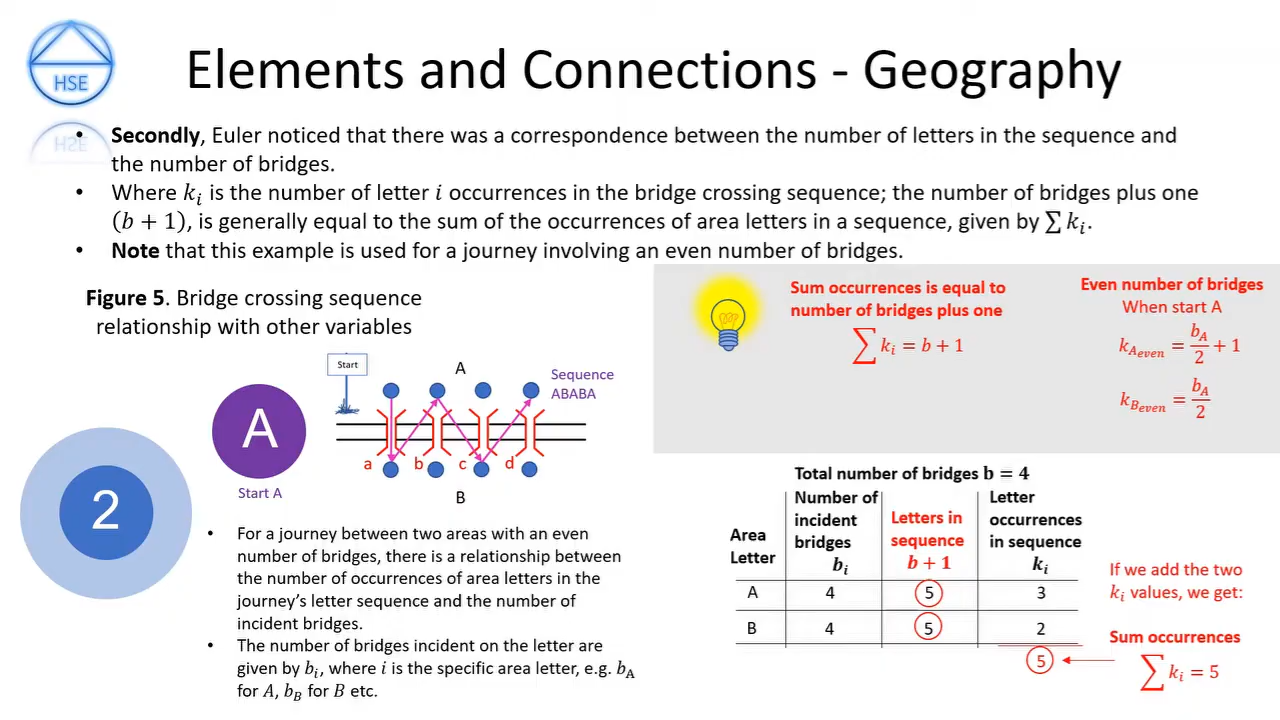 HSE
Elements and Connections - Geography
• Secondly, Euler noticed that there was a correspondence between the number of letters in the sequence and
the number of bridges.
• Where kᵢ is the number of letter i occurrences in the bridge crossing sequence; the number of bridges plus one
(b + 1), is generally equal to the sum of the occurrences of area letters in a sequence, given by ∑ kᵢ.
• Note that this example is used for a journey involving an even number of bridges.
Figure 5. Bridge crossing sequence
relationship with other variables
Start
A
Sequence
ABABA
a b c d
B
A
Start A
2
• For a journey between two areas with an even
number of bridges, there is a relationship between
the number of occurrences of area letters in the
journey's letter sequence and the number of
incident bridges.
• The number of bridges incident on the letter are
given by bᵢ, where i is the specific area letter, e.g. b_A
for A, b_B for B etc.
Sum occurrences is equal to
number of bridges plus one
∑ kᵢ = b + 1
Even number of bridges
When start A
k_A_even = b_A/2 + 1
k_B_even = b_A/2
Total number of bridges b = 4
Area
Letter
Number of
incident
bridges
bᵢ
Letters in
sequence
b + 1
Letter
occurrences
in sequence
kᵢ
A 4 5 3
B 4 5 2
5
If we add the two
kᵢ values, we get:
Sum occurrences
∑ kᵢ = 5